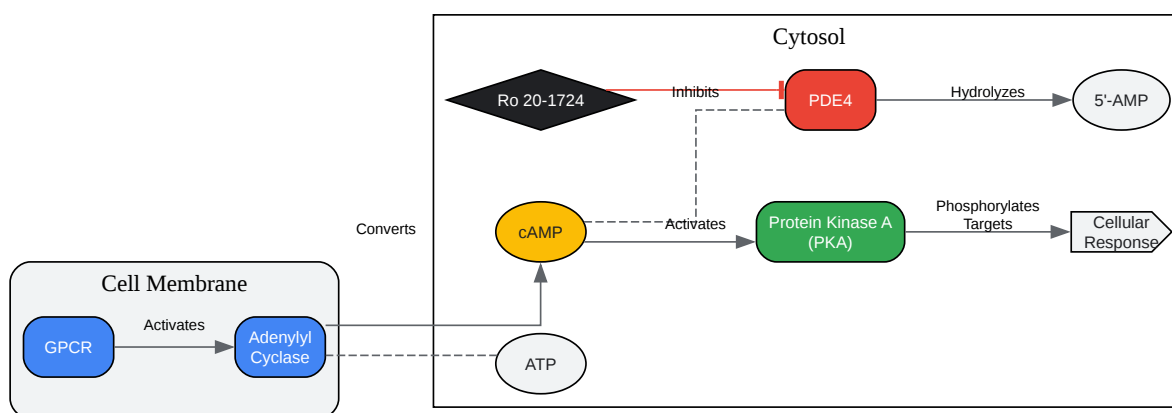 Cytosol
Ro 20-1724
Inhibits
PDE4
Hydrolyzes
5'-AMP
Converts
cAMP
Activates
Protein Kinase A
(PKA)
Phosphorylates
Targets
Cellular
Response
Cell Membrane
GPCR
Activates
Adenylyl
Cyclase
ATP